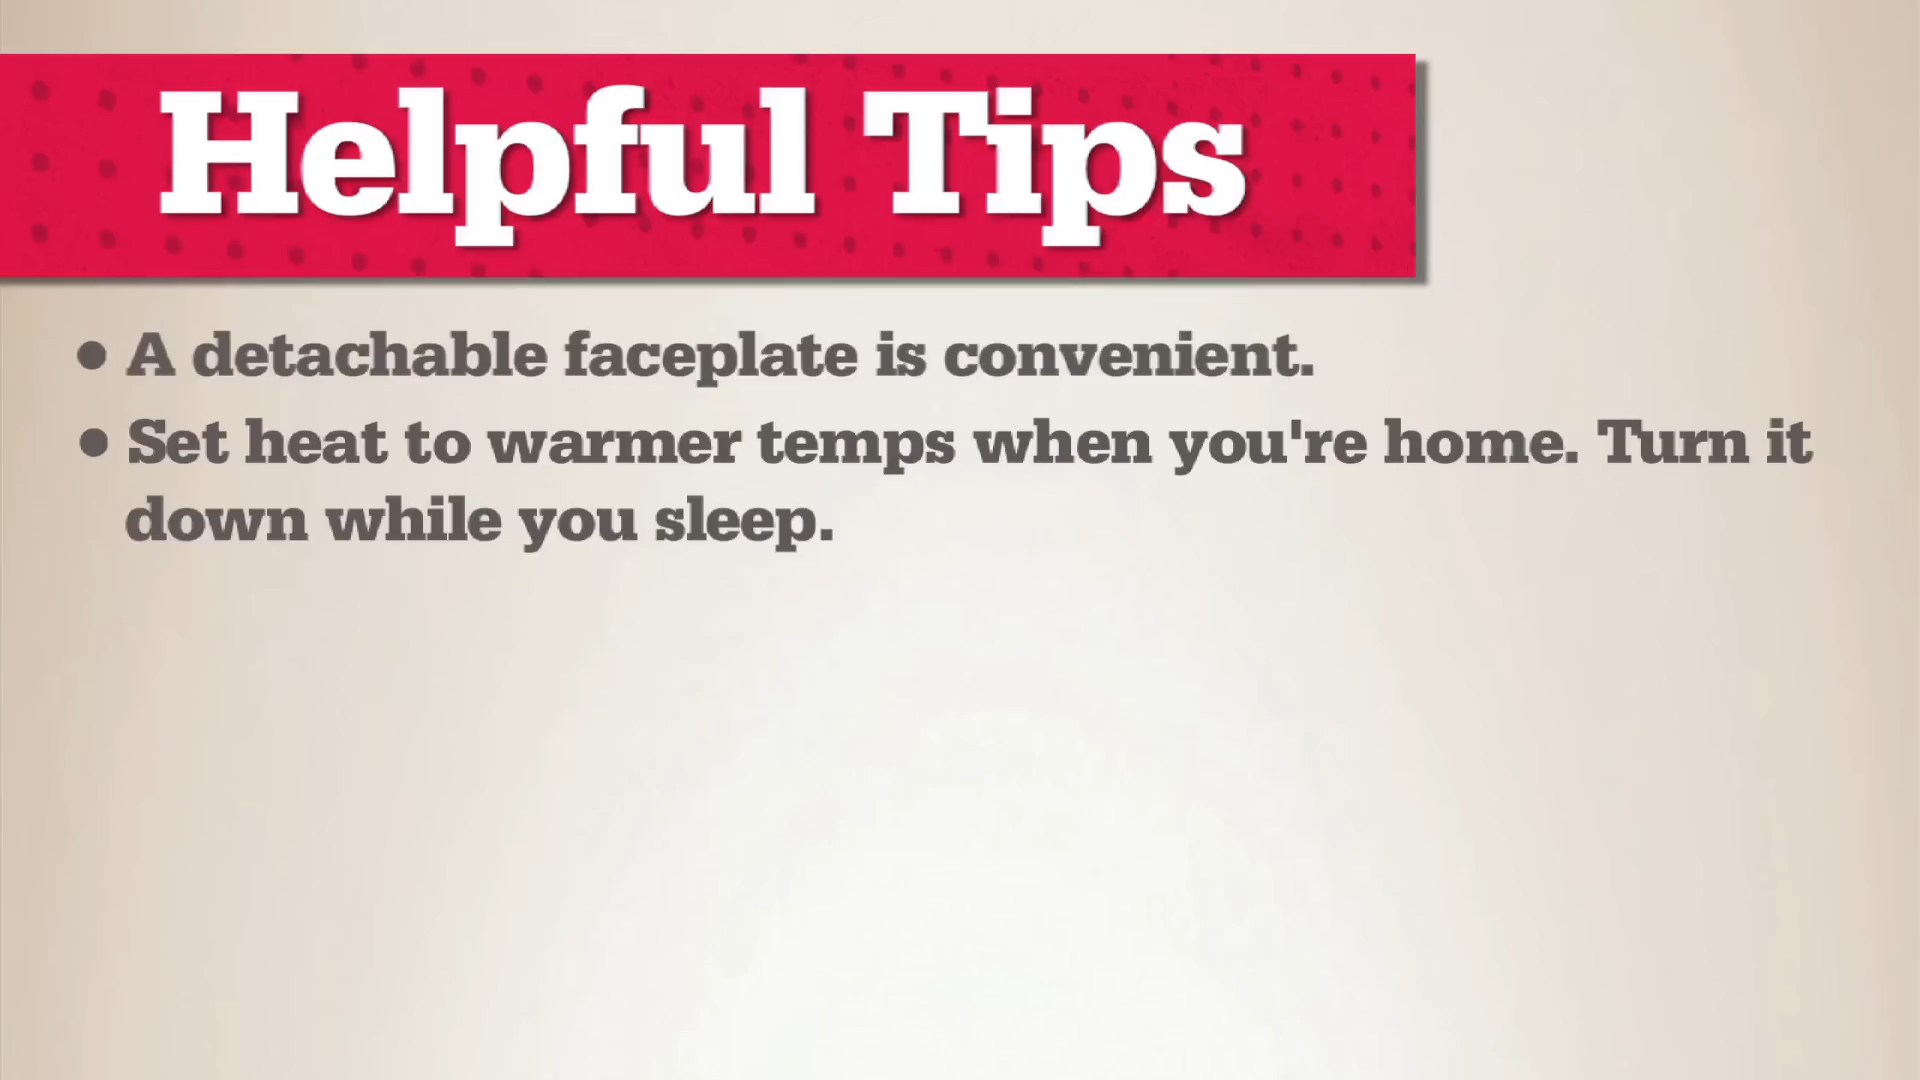 Helpful Tips
• A detachable faceplate is convenient.
• Set heat to warmer temps when you're home. Turn it
down while you sleep.